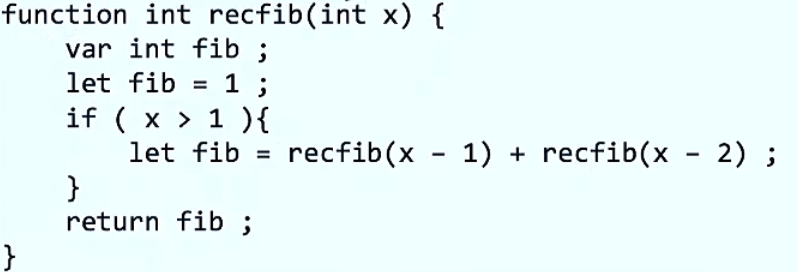 function int recfib(int x) {
    var int fib ;
    let fib = 1 ;
    if ( x > 1 ){
        let fib = recfib(x - 1) + recfib(x - 2) ;
    }
    return fib ;
}